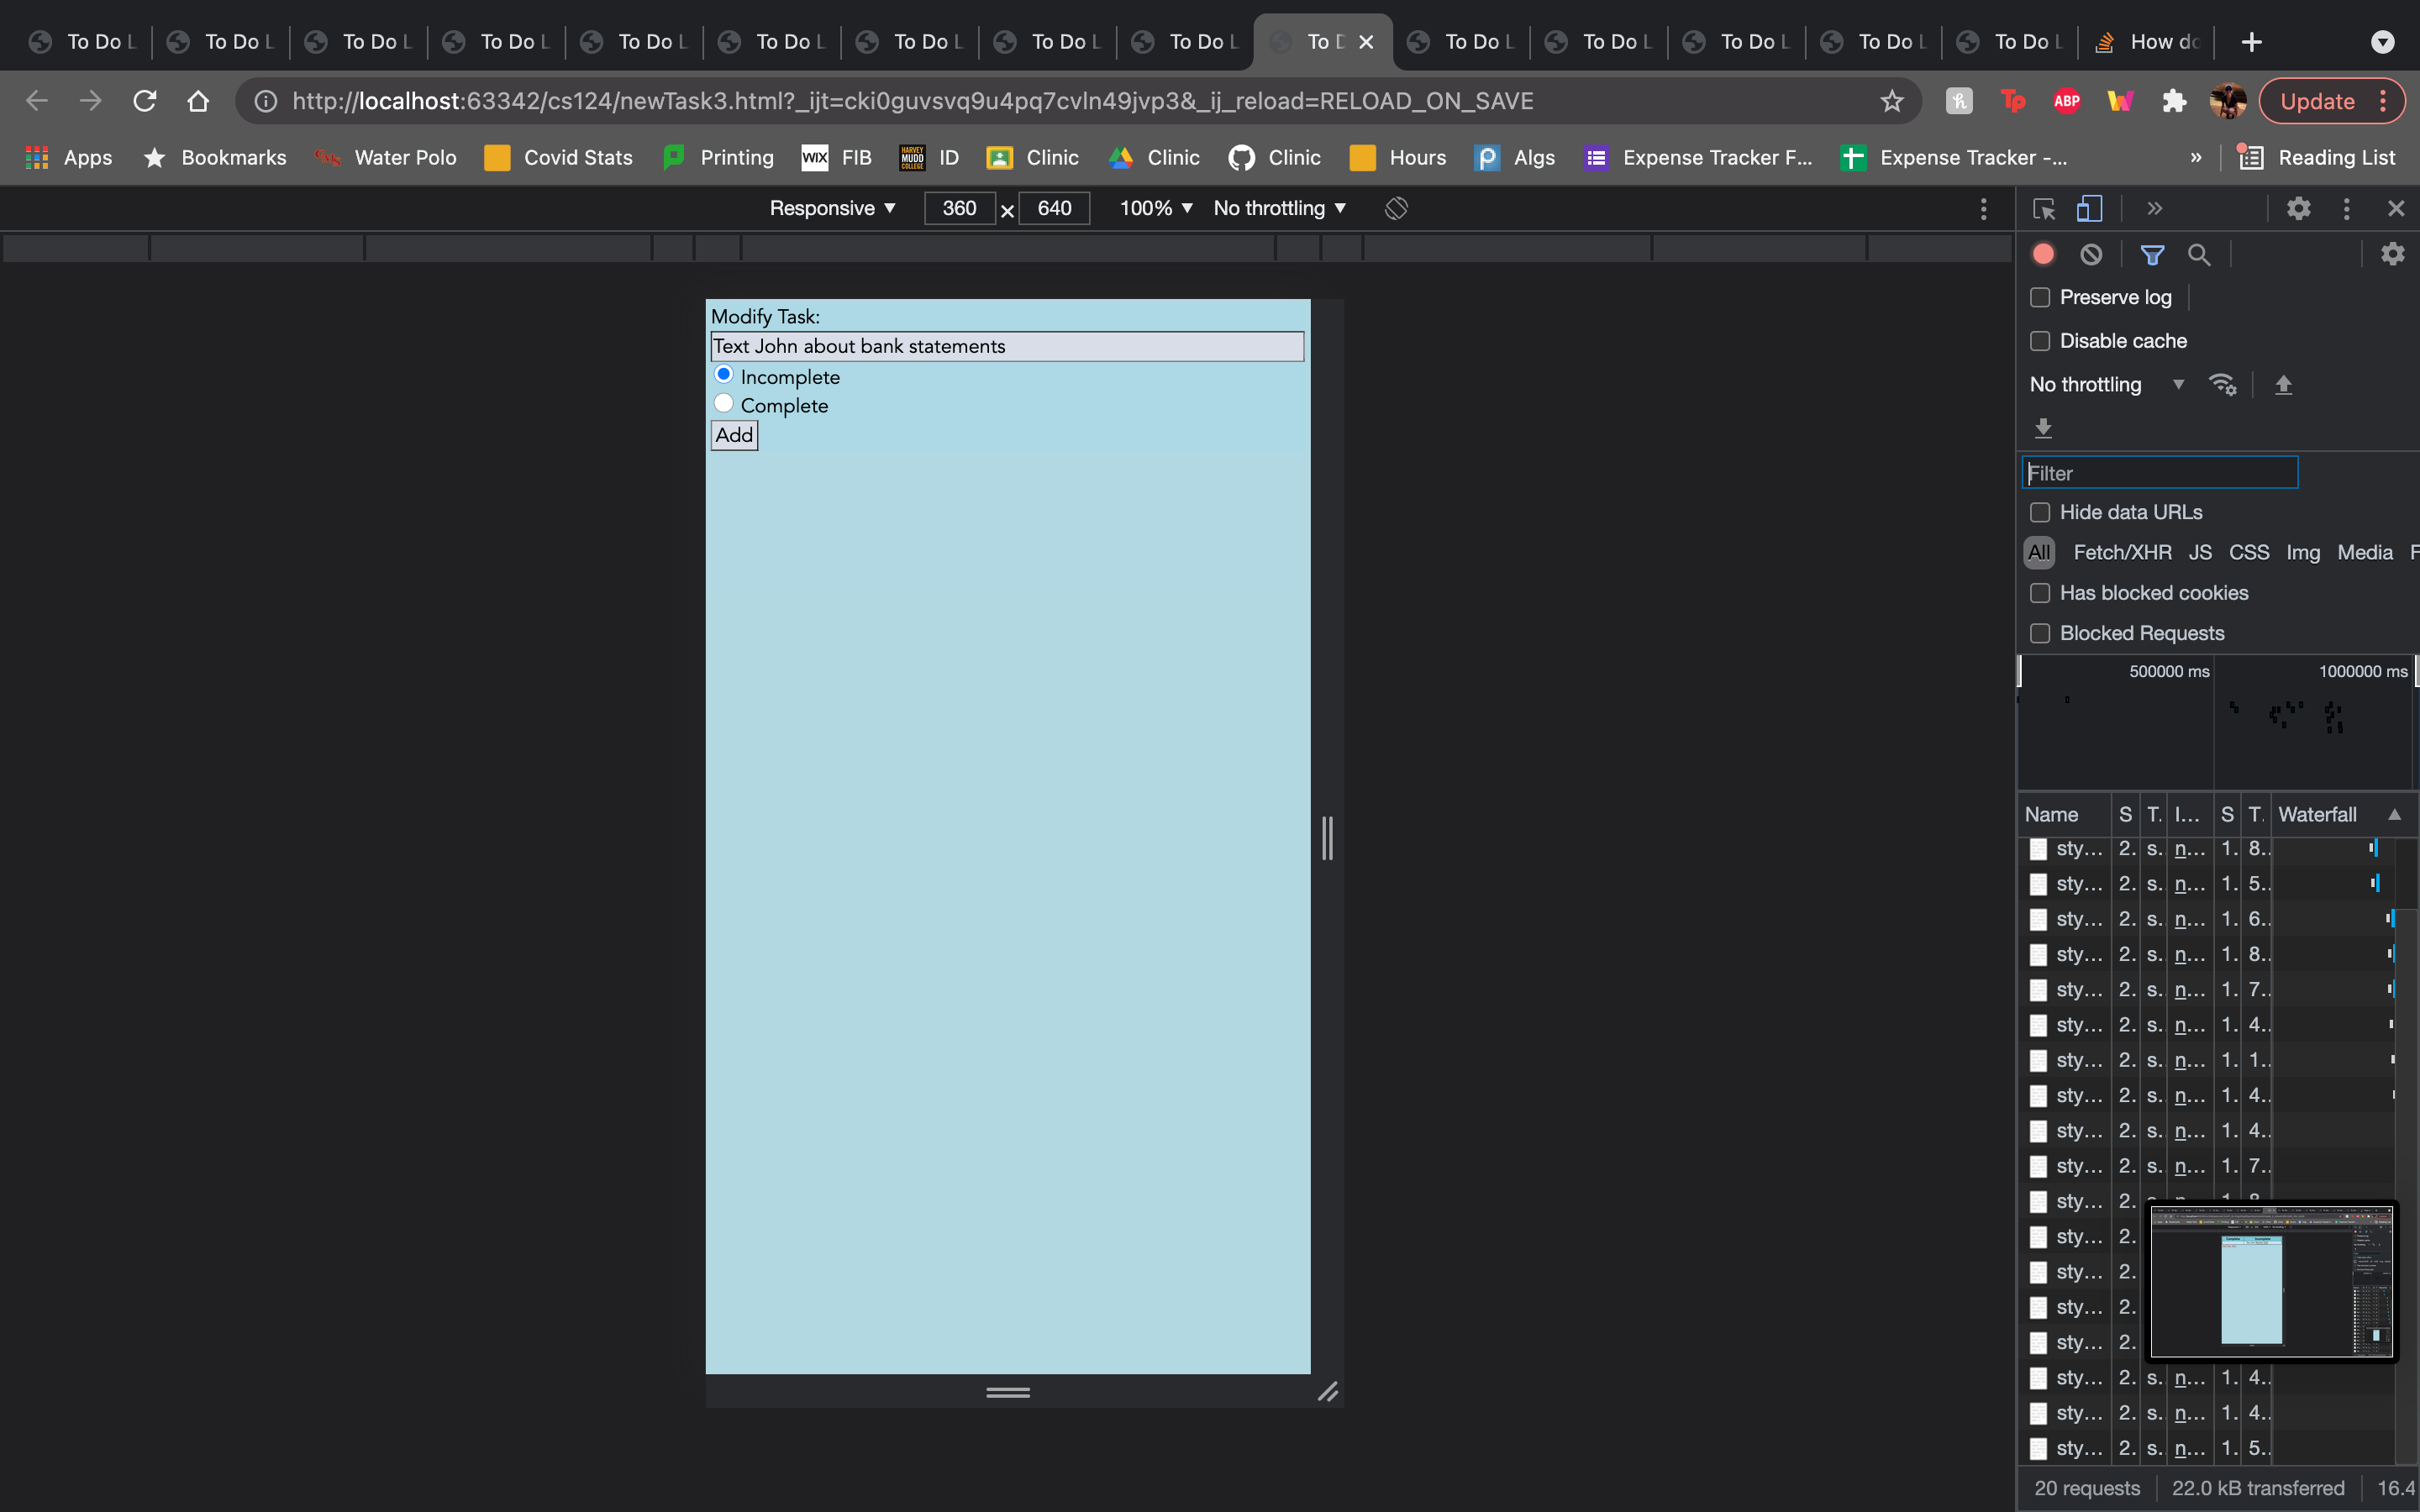 To Do L To Do L To Do L To Do L To Do L To Do L To Do L To Do L To Do L To D To Do L To Do L To Do L To Do L To Do L How do
http://localhost:63342/cs124/newTask3.html?_ijt=cki0guvsvq9u4pq7cvln49jvp3&_ij_reload=RELOAD_ON_SAVE Tp ABP Update
Apps Bookmarks Water Polo Covid Stats Printing WIX FIB HARVEY MUDD COLLEGE ID Clinic Clinic Clinic Hours Algs Expense Tracker F... Expense Tracker -... » Reading List
Responsive 360 × 640 100% No throttling
Modify Task:
Text John about bank statements
Incomplete
Complete
Add
Preserve log
Disable cache
No throttling
Filter
Hide data URLs
All Fetch/XHR JS CSS Img Media F
Has blocked cookies
Blocked Requests
500000 ms 1000000 ms
Name S T. I... S T. Waterfall
sty... 2. s. n... 1. 8..
sty... 2. s. n... 1. 5..
sty... 2. s. n... 1. 6..
sty... 2. s. n... 1. 8..
sty... 2. s. n... 1. 7..
sty... 2. s. n... 1. 4..
sty... 2. s. n... 1. 1..
sty... 2. s. n... 1. 4..
sty... 2. s. n... 1. 4..
sty... 2. s. n... 1. 7..
sty... 2.
sty... 2.
sty... 2.
sty... 2.
sty... 2.
sty... 2. s. n... 1. 4..
sty... 2. s. n... 1. 4..
sty... 2. s. n... 1. 5..
20 requests 22.0 kB transferred 16.4